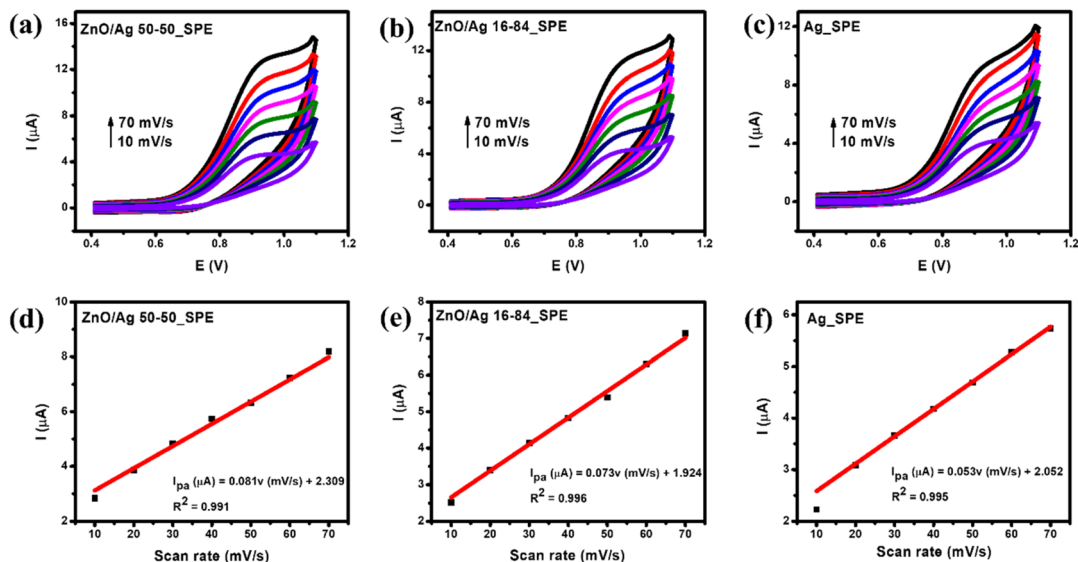 (a)
ZnO/Ag 50-50_SPE
16
12
8
4
0
I (μA)
70 mV/s
10 mV/s
0.4 0.6 0.8 1.0 1.2
E (V)
(b)
ZnO/Ag 16-84_SPE
12
8
4
0
I (μA)
70 mV/s
10 mV/s
0.4 0.6 0.8 1.0 1.2
E (V)
(c)
Ag_SPE
12
9
6
3
0
I (μA)
70 mV/s
10 mV/s
0.4 0.6 0.8 1.0 1.2
E (V)
(d)
ZnO/Ag 50-50_SPE
10
8
6
4
2
I (μA)
Ipa (μA) = 0.081v (mV/s) + 2.309
R² = 0.991
10 20 30 40 50 60 70
Scan rate (mV/s)
(e)
ZnO/Ag 16-84_SPE
8
7
6
5
4
3
2
I (μA)
Ipa (μA) = 0.073v (mV/s) + 1.924
R² = 0.996
10 20 30 40 50 60 70
Scan rate (mV/s)
(f)
Ag_SPE
6
5
4
3
2
I (μA)
Ipa (μA) = 0.053v (mV/s) + 2.052
R² = 0.995
10 20 30 40 50 60 70
Scan rate (mV/s)